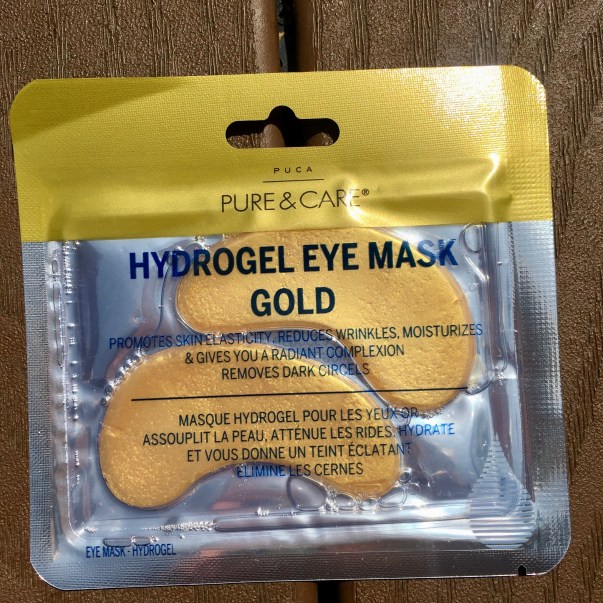 PUCA
PURE & CARE®
HYDROGEL EYE MASK
GOLD
PROMOTES SKIN ELASTICITY, REDUCES WRINKLES, MOISTURIZES
& GIVES YOU A RADIANT COMPLEXION
REMOVES DARK CIRCELS
MASQUE HYDROGEL POUR LES YEUX OR
ASSOUPLIT LA PEAU, ATTÉNUE LES RIDES, HYDRATE
ET VOUS DONNE UN TEINT ÉCLATANT
ÉLIMINE LES CERNES
EYE MASK - HYDROGEL